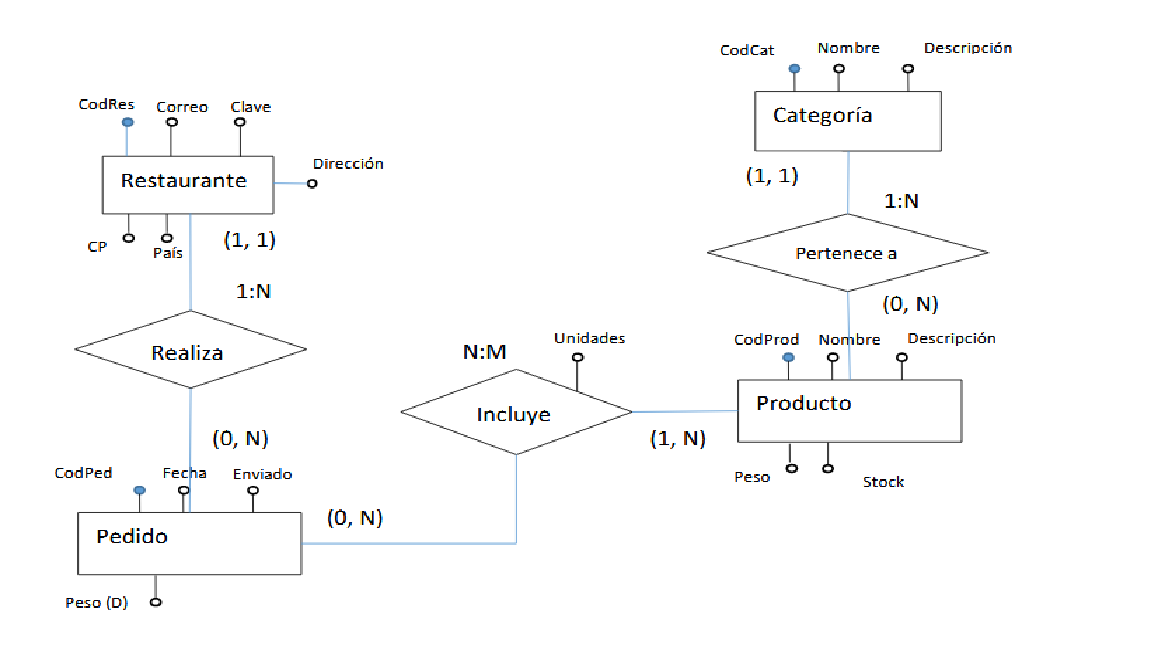 CodCat Nombre Descripción
Categoría
CodRes Correo Clave
Restaurante
Dirección
CP
País
(1, 1)
(1, 1)
1:N
Pertenece a
1:N
(0, N)
Realiza
N:M
Unidades
CodProd Nombre Descripción
Producto
Incluye
(1, N)
Peso
Stock
(0, N)
CodPed Fecha Enviado
(0, N)
Pedido
Peso (D)